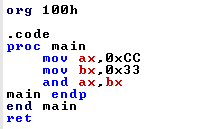 org 100h
.code
proc main
mov ax,0xCC
mov bx,0x33
and ax,bx
main endp
end main
ret